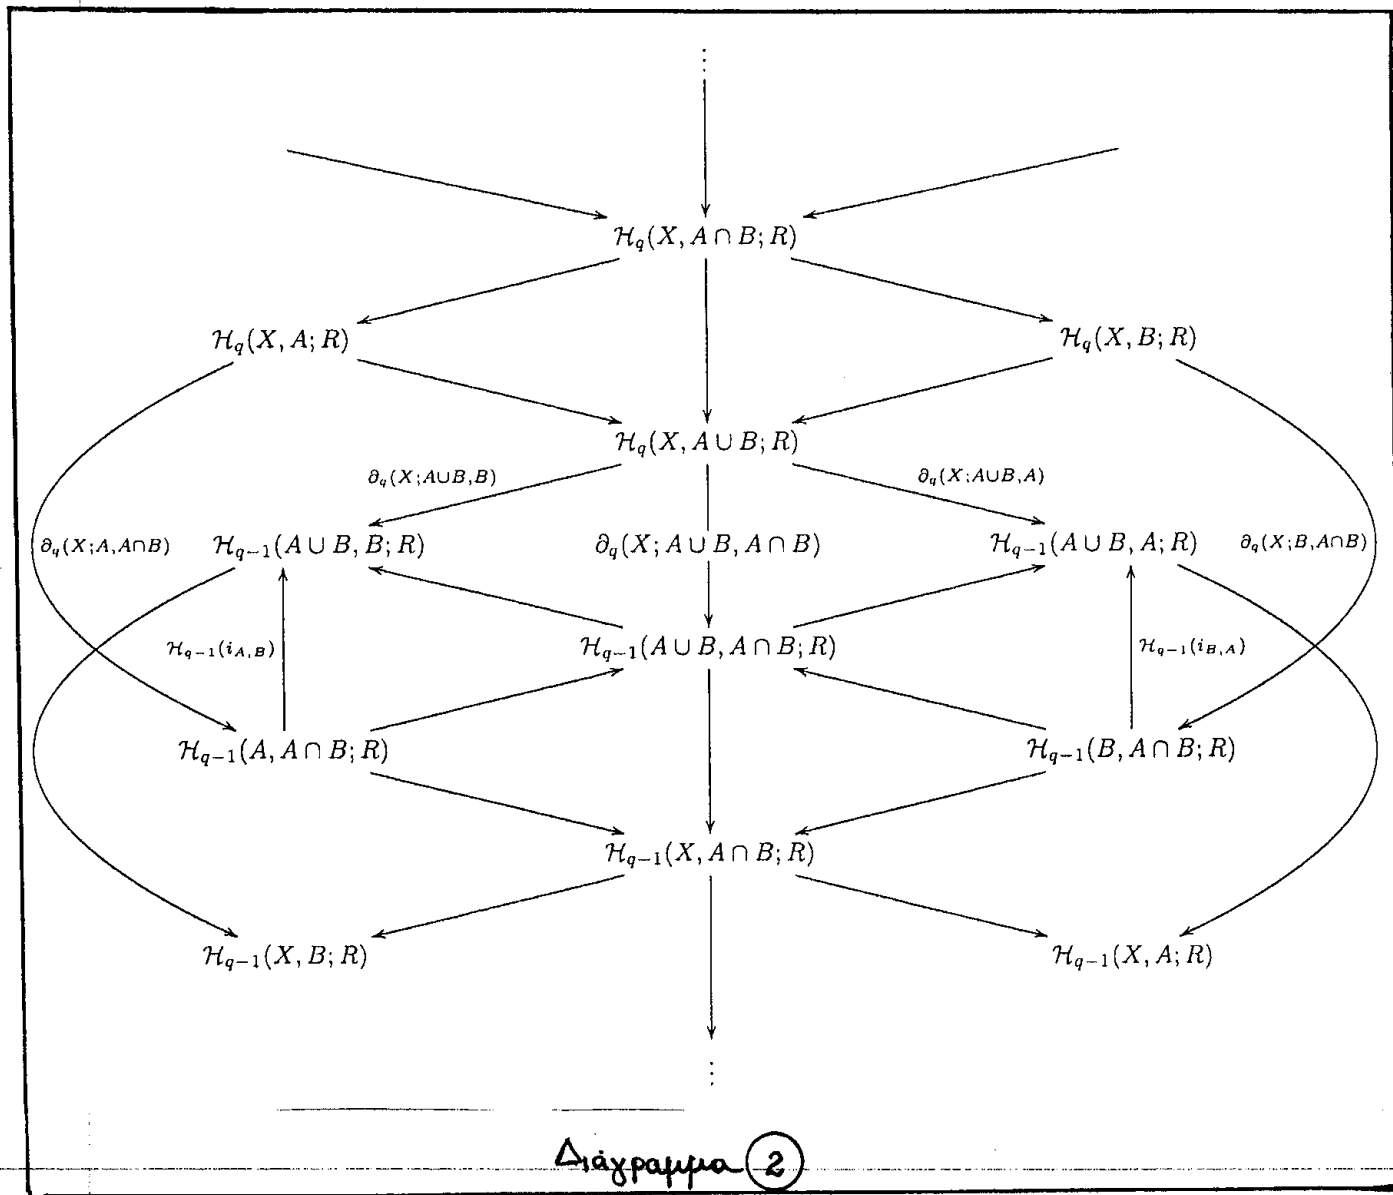 ⋮
ℋ_q(X, A ∩ B; R)
ℋ_q(X, A; R) ℋ_q(X, B; R)
ℋ_q(X, A ∪ B; R)
∂_q(X;A∪B,B) ∂_q(X;A∪B,A)
∂_q(X;A,A∩B) ℋ_{q−1}(A ∪ B, B; R) ∂_q(X; A ∪ B, A ∩ B) ℋ_{q−1}(A ∪ B, A; R) ∂_q(X;B,A∩B)
ℋ_{q−1}(i_{A,B}) ℋ_{q−1}(A ∪ B, A ∩ B; R) ℋ_{q−1}(i_{B,A})
ℋ_{q−1}(A, A ∩ B; R) ℋ_{q−1}(B, A ∩ B; R)
ℋ_{q−1}(X, A ∩ B; R)
ℋ_{q−1}(X, B; R) ℋ_{q−1}(X, A; R)
⋮
Διάγραμμα 2